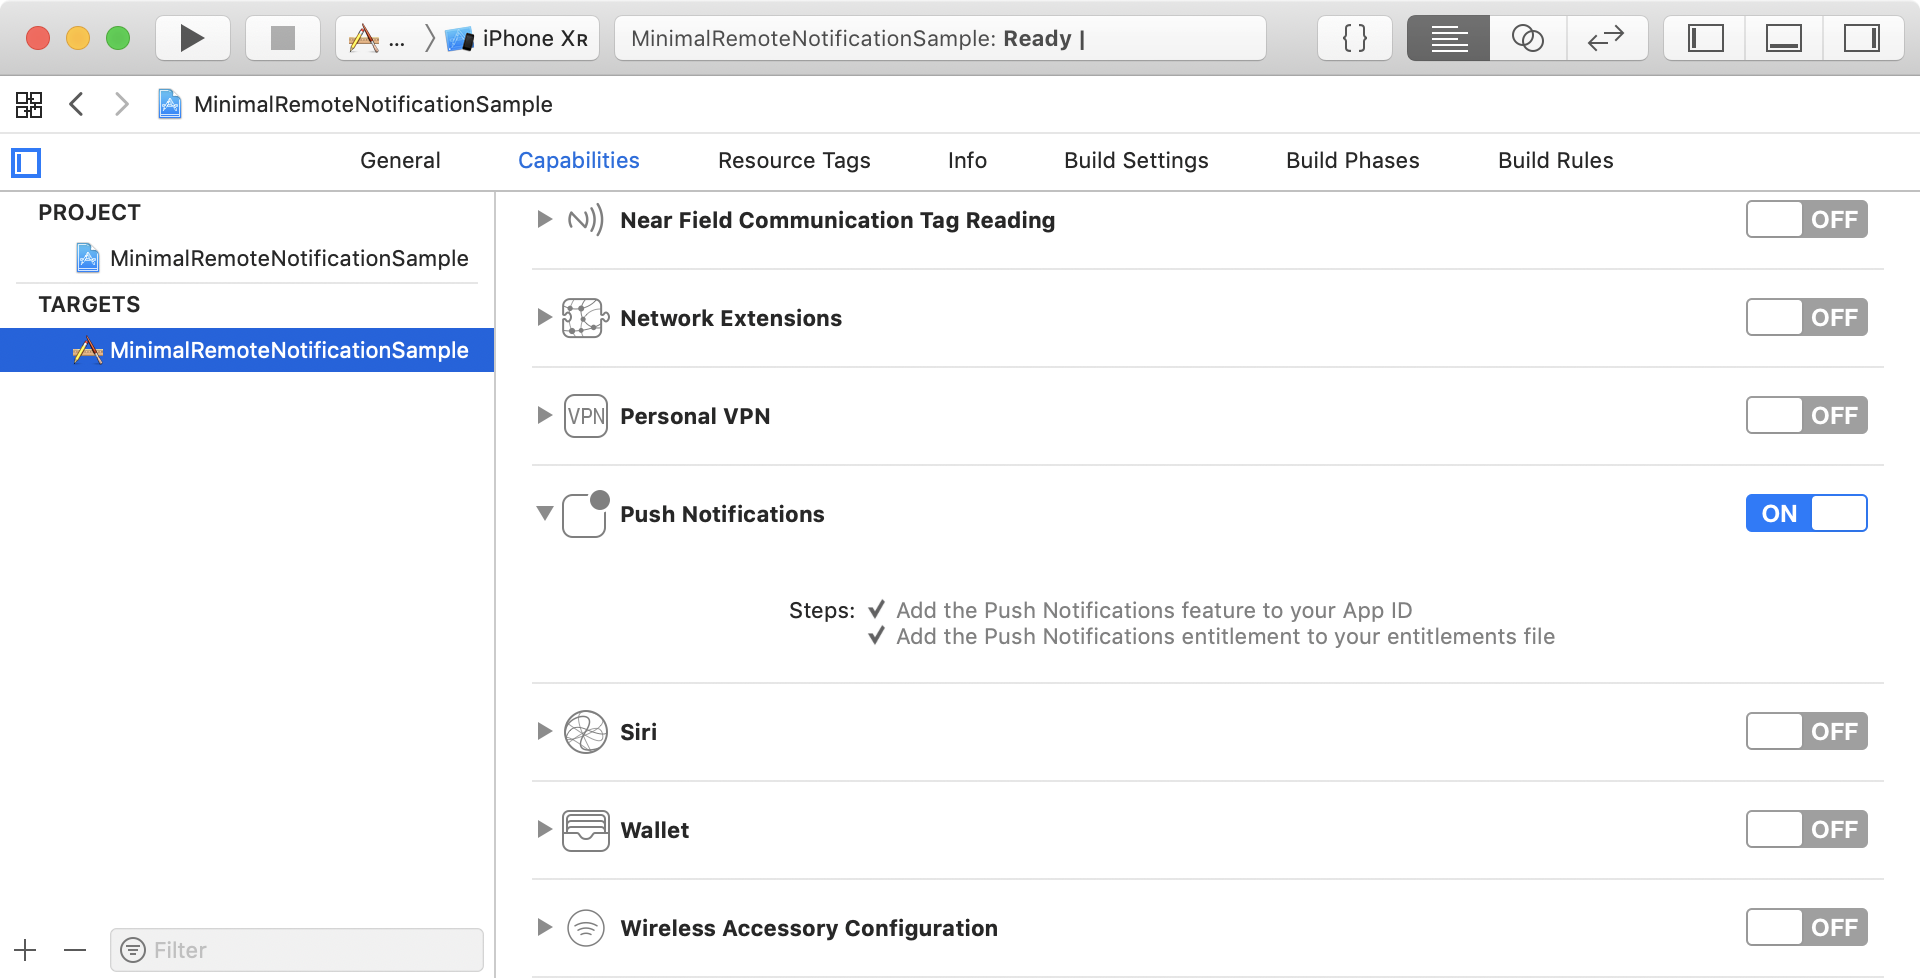 ... iPhone XR
MinimalRemoteNotificationSample: Ready |
{ }
MinimalRemoteNotificationSample
General Capabilities Resource Tags Info Build Settings Build Phases Build Rules
PROJECT
MinimalRemoteNotificationSample
TARGETS
MinimalRemoteNotificationSample
Near Field Communication Tag Reading OFF
Network Extensions OFF
VPN Personal VPN OFF
Push Notifications ON
Steps: ✓ Add the Push Notifications feature to your App ID
✓ Add the Push Notifications entitlement to your entitlements file
Siri OFF
Wallet OFF
Wireless Accessory Configuration OFF
Filter